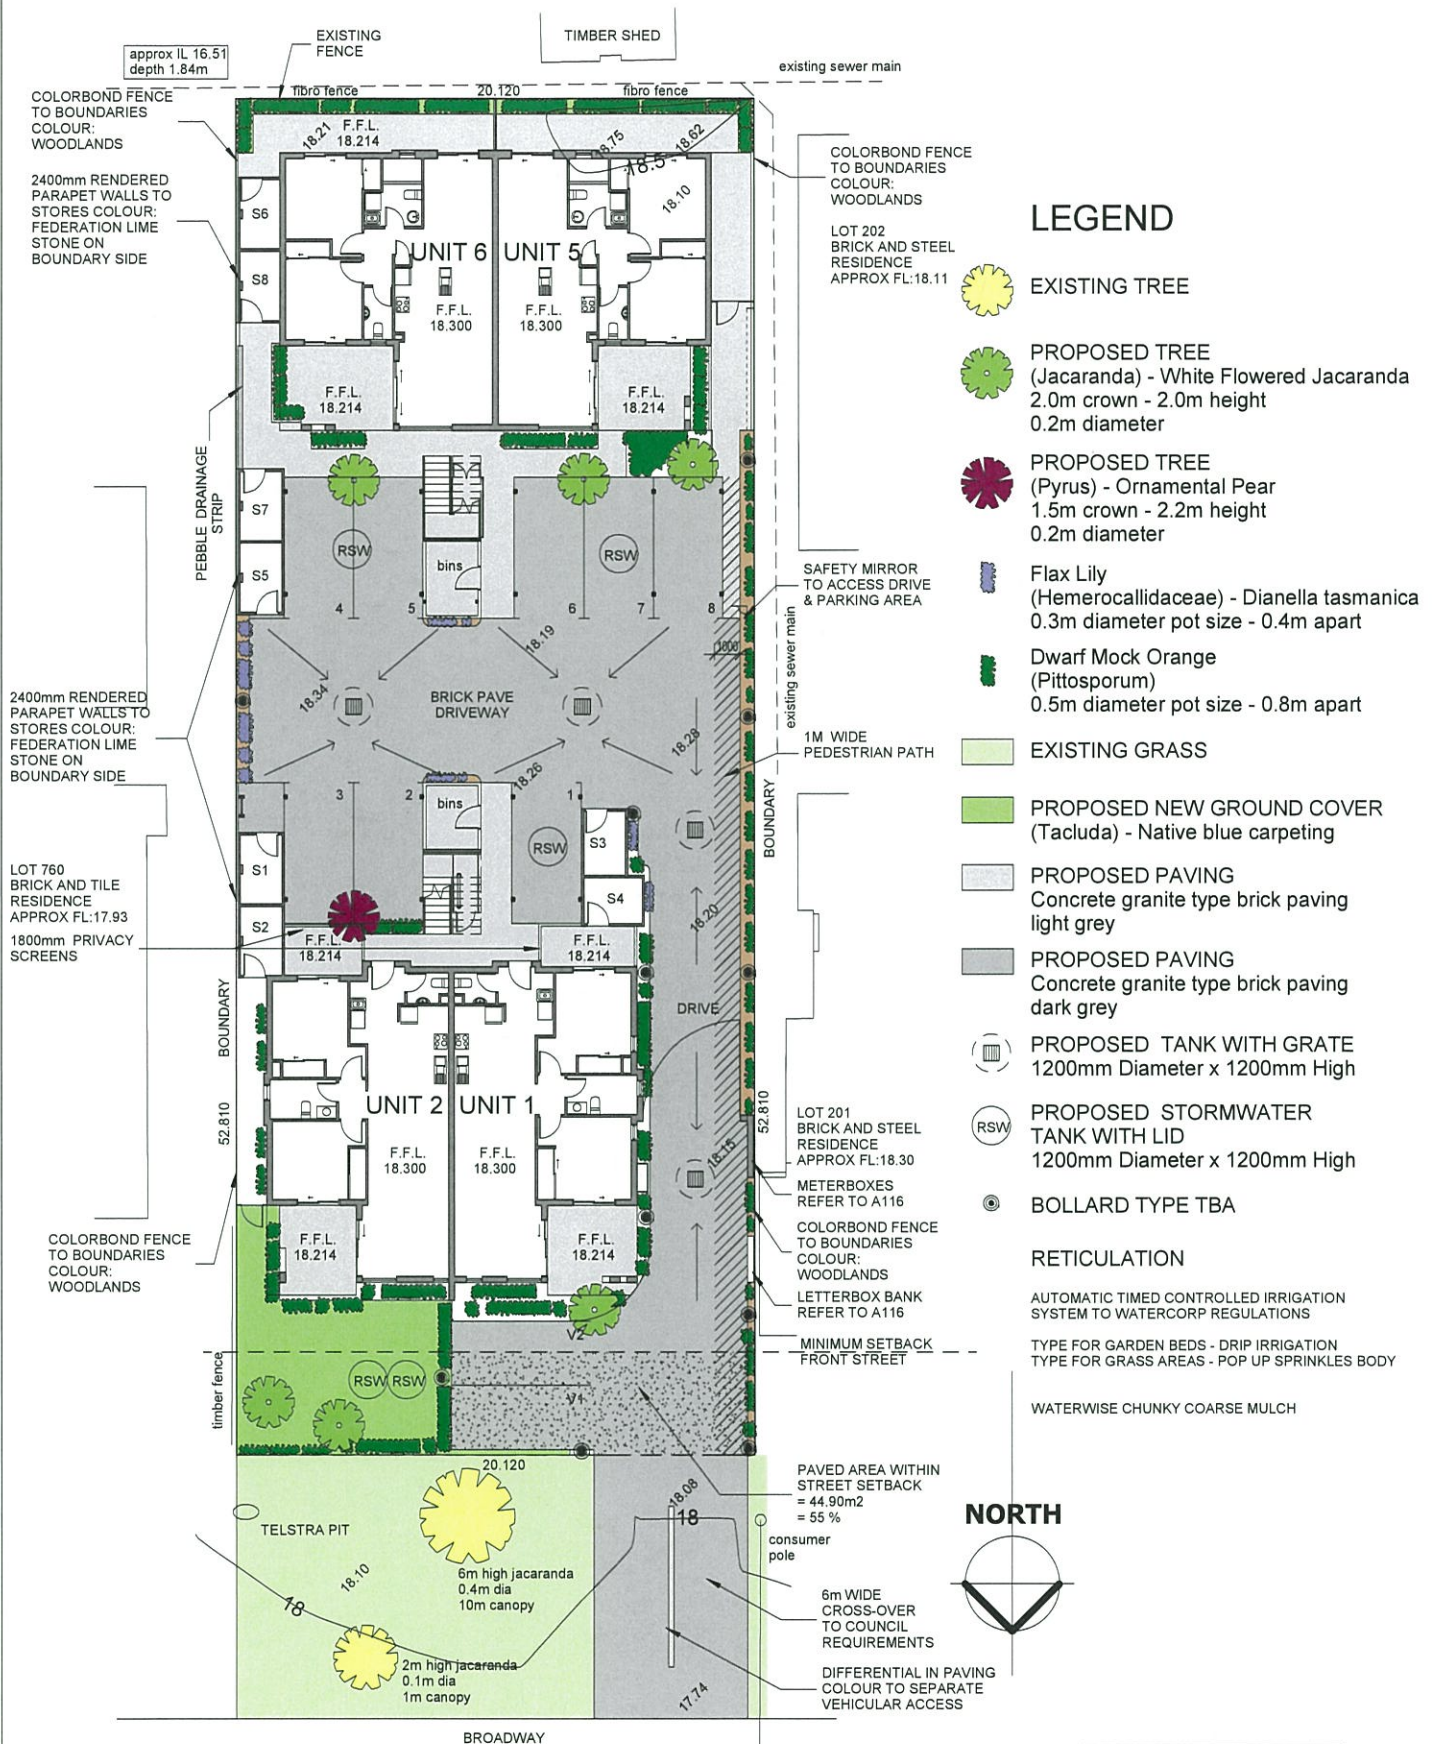 EXISTING
FENCE
TIMBER SHED
approx IL 16.51
depth 1.84m
existing sewer main
fibro fence
20.120
fibro fence
COLORBOND FENCE
TO BOUNDARIES
COLOUR:
WOODLANDS
2400mm RENDERED
PARAPET WALLS TO
STORES COLOUR:
FEDERATION LIME
STONE ON
BOUNDARY SIDE
18.21
F.F.L.
18.214
18.75
18.62
18.5
18.10
S6
S8
UNIT 6
UNIT 5
F.F.L.
18.300
F.F.L.
18.300
F.F.L.
18.214
F.F.L.
18.214
COLORBOND FENCE
TO BOUNDARIES
COLOUR:
WOODLANDS
LOT 202
BRICK AND STEEL
RESIDENCE
APPROX FL:18.11
PEBBLE DRAINAGE
STRIP
S7
S5
RSW
bins
RSW
4
5
6
7
8
SAFETY MIRROR
TO ACCESS DRIVE
& PARKING AREA
existing sewer main
1000
18.19
18.34
BRICK PAVE
DRIVEWAY
18.28
18.26
1M WIDE
PEDESTRIAN PATH
BOUNDARY
2400mm RENDERED
PARAPET WALLS TO
STORES COLOUR:
FEDERATION LIME
STONE ON
BOUNDARY SIDE
3
2
1
bins
RSW
S3
S4
S1
S2
18.20
LOT 760
BRICK AND TILE
RESIDENCE
APPROX FL:17.93
1800mm PRIVACY
SCREENS
F.F.L.
18.214
F.F.L.
18.214
BOUNDARY
DRIVE
52.810
52.810
UNIT 2
UNIT 1
F.F.L.
18.300
F.F.L.
18.300
18.15
LOT 201
BRICK AND STEEL
RESIDENCE
APPROX FL:18.30
METERBOXES
REFER TO A116
COLORBOND FENCE
TO BOUNDARIES
COLOUR:
WOODLANDS
LETTERBOX BANK
REFER TO A116
MINIMUM SETBACK
FRONT STREET
COLORBOND FENCE
TO BOUNDARIES
COLOUR:
WOODLANDS
F.F.L.
18.214
F.F.L.
18.214
V2
timber fence
RSW
RSW
V1
20.120
PAVED AREA WITHIN
STREET SETBACK
= 44.90m2
= 55 %
TELSTRA PIT
18.08
18
consumer
pole
18.10
6m high jacaranda
0.4m dia
10m canopy
18
6m WIDE
CROSS-OVER
TO COUNCIL
REQUIREMENTS
2m high jacaranda
0.1m dia
1m canopy
17.74
DIFFERENTIAL IN PAVING
COLOUR TO SEPARATE
VEHICULAR ACCESS
BROADWAY
LEGEND
EXISTING TREE
PROPOSED TREE
(Jacaranda) - White Flowered Jacaranda
2.0m crown - 2.0m height
0.2m diameter
PROPOSED TREE
(Pyrus) - Ornamental Pear
1.5m crown - 2.2m height
0.2m diameter
Flax Lily
(Hemerocallidaceae) - Dianella tasmanica
0.3m diameter pot size - 0.4m apart
Dwarf Mock Orange
(Pittosporum)
0.5m diameter pot size - 0.8m apart
EXISTING GRASS
PROPOSED NEW GROUND COVER
(Tacluda) - Native blue carpeting
PROPOSED PAVING
Concrete granite type brick paving
light grey
PROPOSED PAVING
Concrete granite type brick paving
dark grey
PROPOSED TANK WITH GRATE
1200mm Diameter x 1200mm High
RSW
PROPOSED STORMWATER
TANK WITH LID
1200mm Diameter x 1200mm High
BOLLARD TYPE TBA
RETICULATION
AUTOMATIC TIMED CONTROLLED IRRIGATION
SYSTEM TO WATERCORP REGULATIONS
TYPE FOR GARDEN BEDS - DRIP IRRIGATION
TYPE FOR GRASS AREAS - POP UP SPRINKLES BODY
WATERWISE CHUNKY COARSE MULCH
NORTH